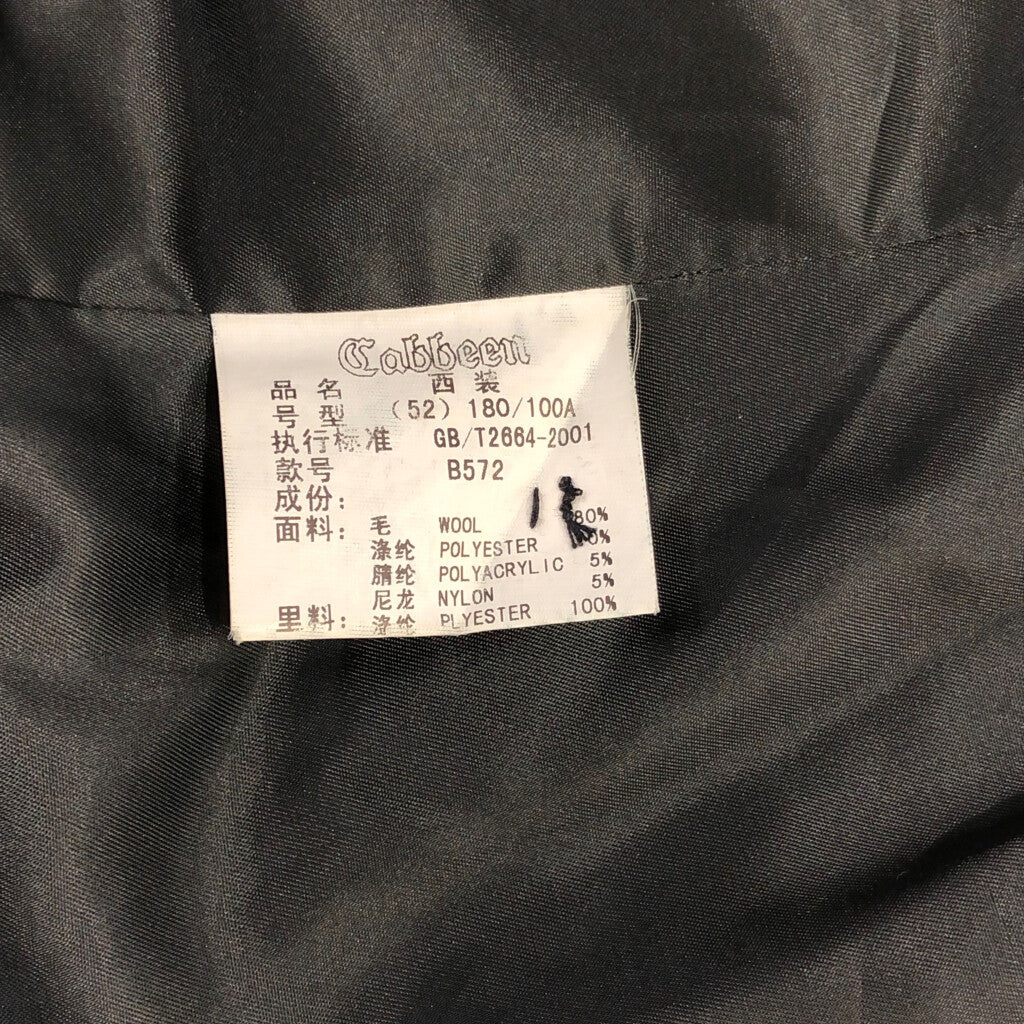 Cabbeen
品 名 西 装
号 型 (52) 180/100A
执行标准 GB/T2664-2001
款号 B572
成份:
面料: 毛 WOOL 80%
涤纶 POLYESTER 0%
腈纶 POLYACRYLIC 5%
尼龙 NYLON 5%
里料: 涤纶 PLYESTER 100%